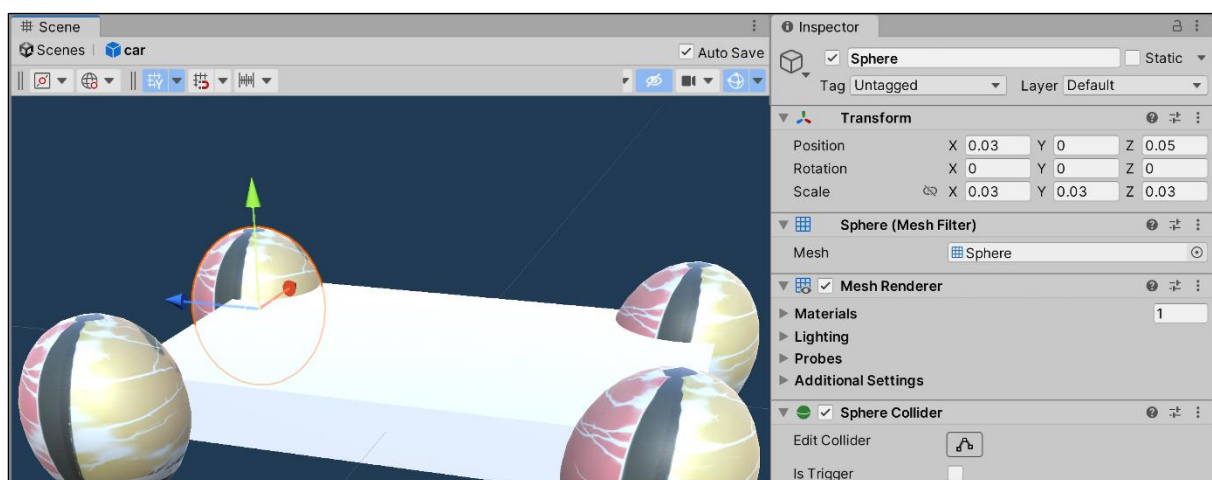 Scene
Scenes | car
Auto Save
Inspector
Sphere Static
Tag Untagged Layer Default
Transform
Position X 0.03 Y 0 Z 0.05
Rotation X 0 Y 0 Z 0
Scale X 0.03 Y 0.03 Z 0.03
Sphere (Mesh Filter)
Mesh Sphere
Mesh Renderer
Materials 1
Lighting
Probes
Additional Settings
Sphere Collider
Edit Collider
Is Trigger